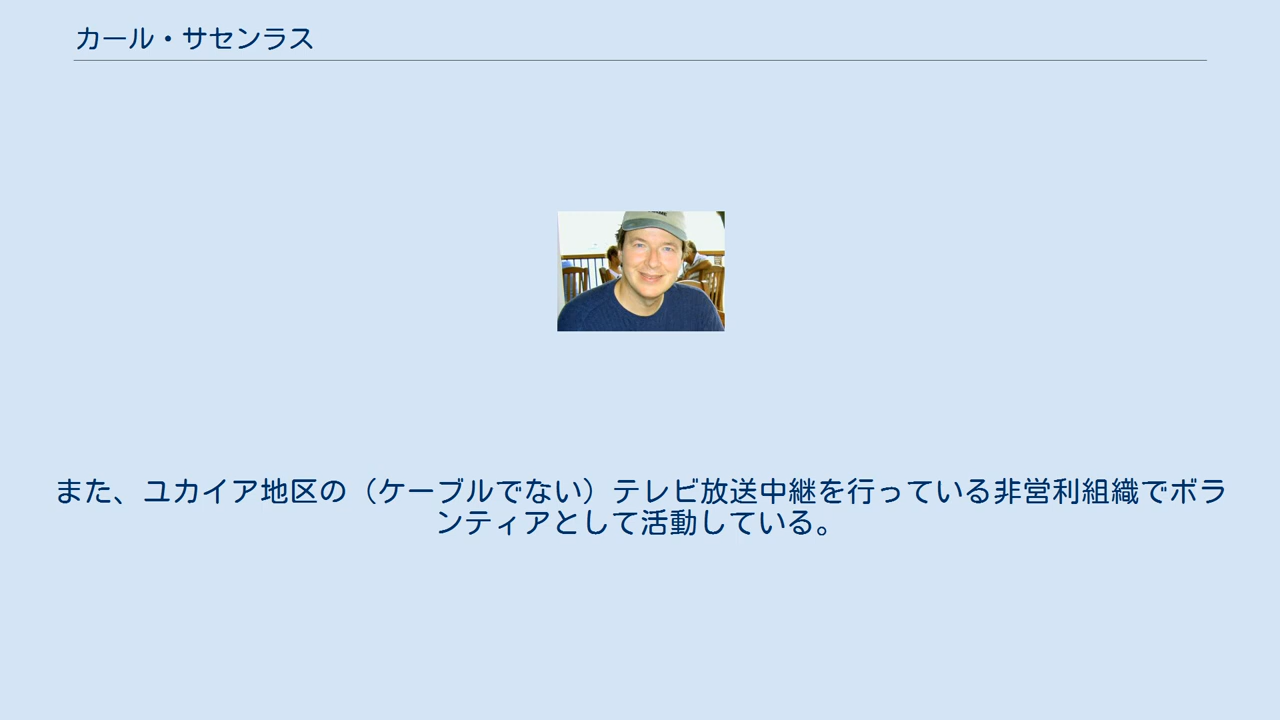 カール・サセンラス
また、ユカイア地区の（ケーブルでない）テレビ放送中継を行っている非営利組織でボラ
ンティアとして活動している。